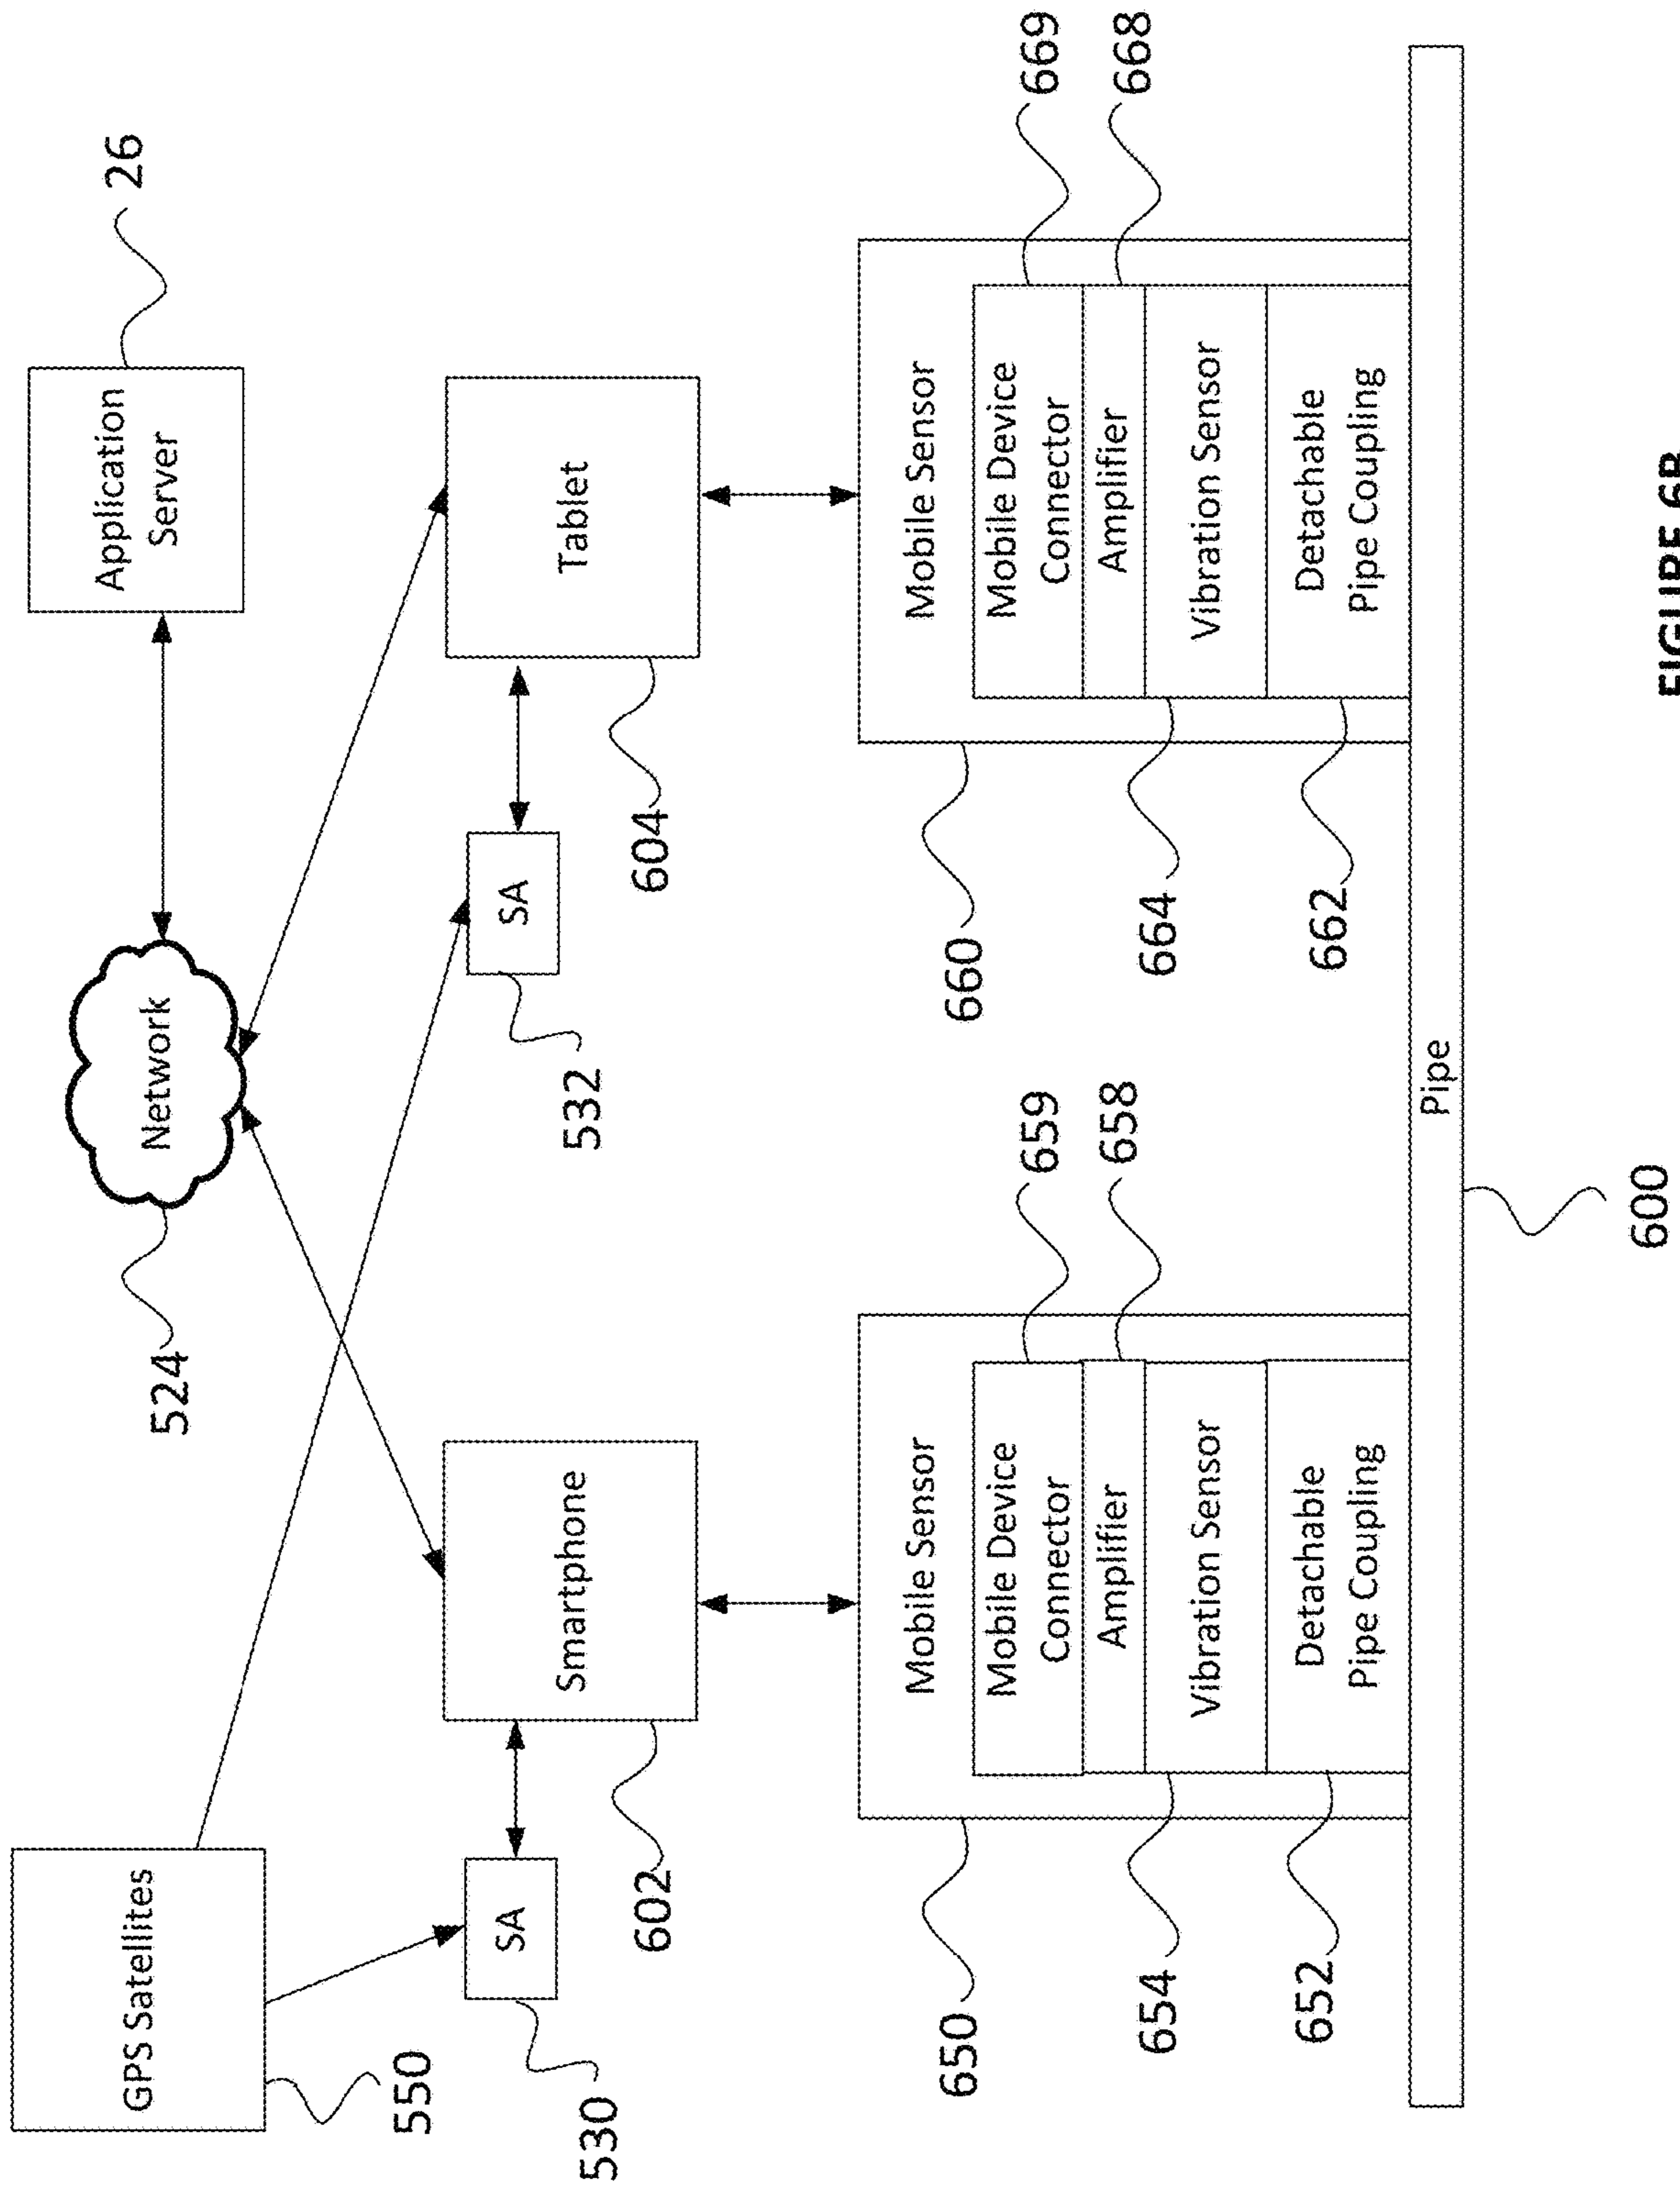 GPS Satellites
550
Network
524
Application
Server
26
SA
530
Smartphone
602
SA
532
Tablet
604
Mobile Sensor
650
Mobile Device
Connector
659
Amplifier
658
Vibration Sensor
654
Detachable
Pipe Coupling
652
Mobile Sensor
660
Mobile Device
Connector
669
Amplifier
668
Vibration Sensor
664
Detachable
Pipe Coupling
662
Pipe
600
FIGURE 6B